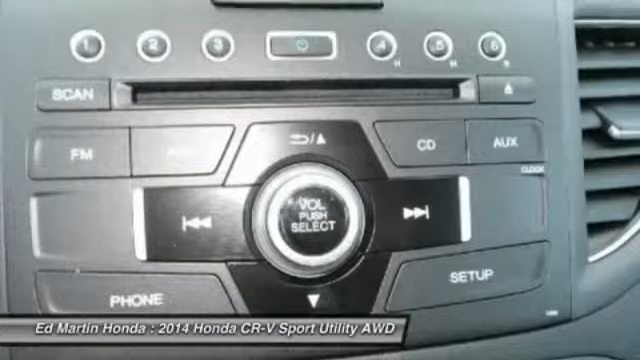 1 2 3 4 5 6
H M R
SCAN
FM CD AUX
CLOCK
VOL
PUSH
SELECT
SETUP
PHONE
Ed Martin Honda : 2014 Honda CR-V Sport Utility AWD